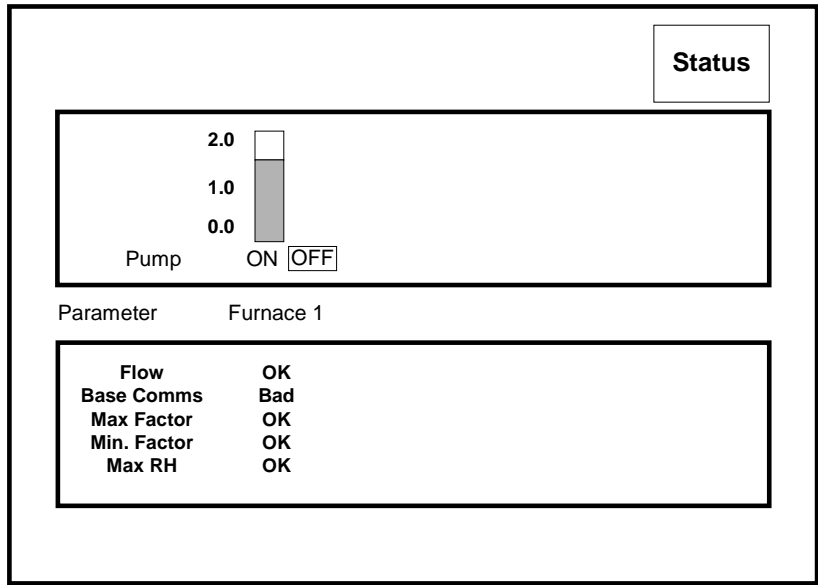 Status
2.0
1.0
0.0
Pump ON OFF
Parameter Furnace 1
Flow OK
Base Comms Bad
Max Factor OK
Min. Factor OK
Max RH OK